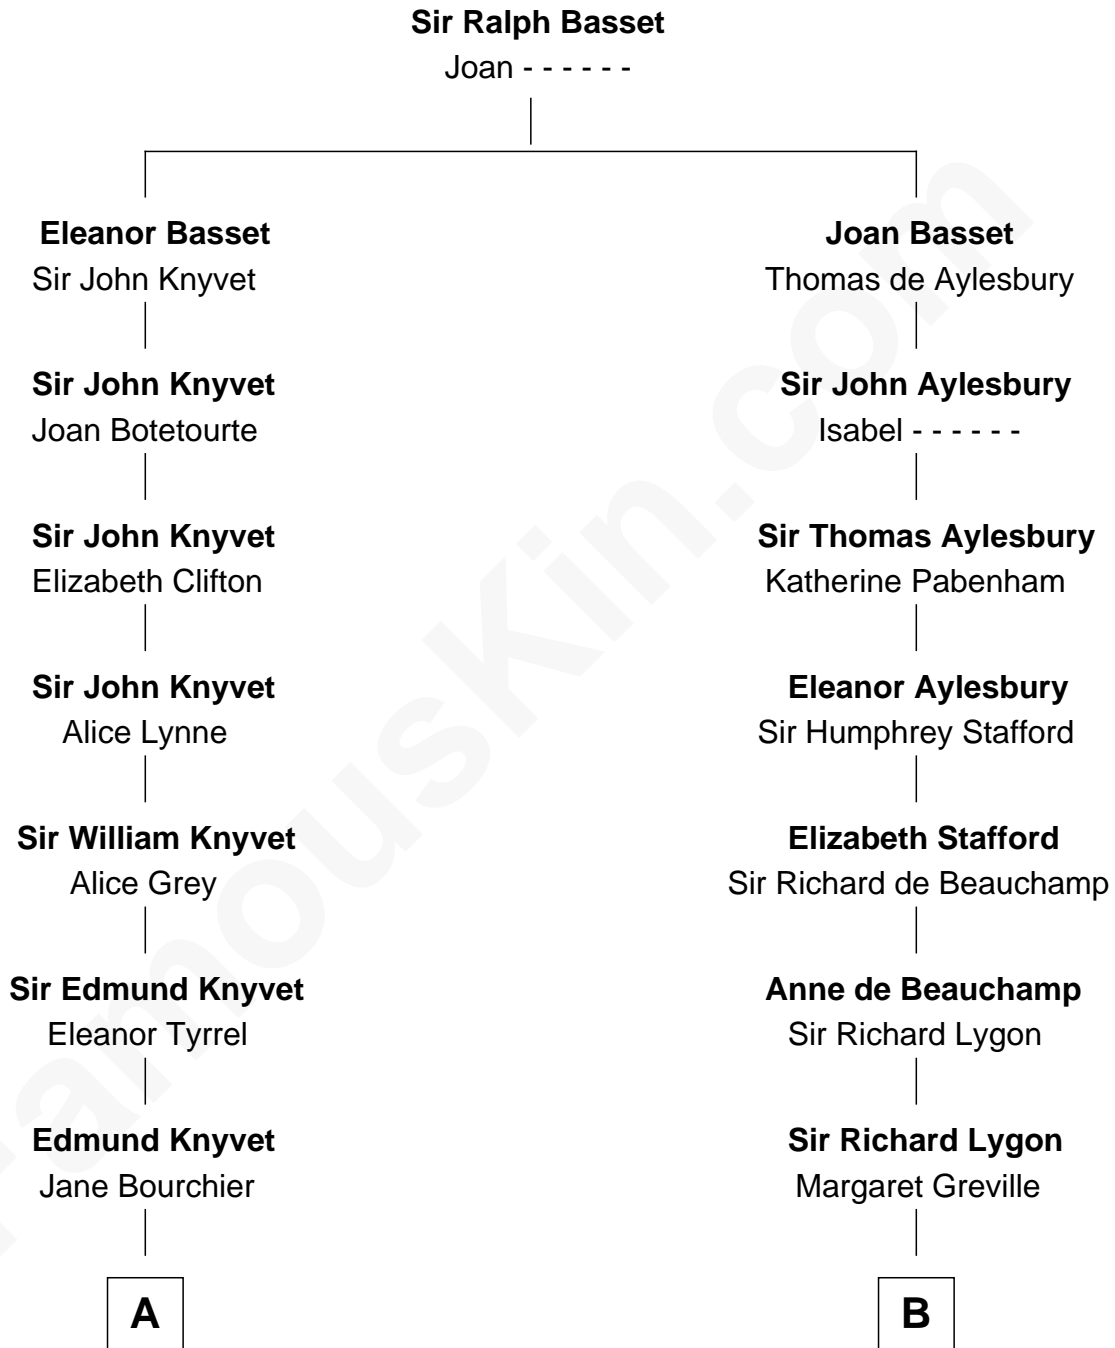 Sir Ralph Basset
Joan - - - - - -
Eleanor Basset
Sir John Knyvet
Joan Basset
Thomas de Aylesbury
Sir John Knyvet
Joan Botetourte
Sir John Aylesbury
Isabel - - - - - -
Sir John Knyvet
Elizabeth Clifton
Sir Thomas Aylesbury
Katherine Pabenham
Sir John Knyvet
Alice Lynne
Eleanor Aylesbury
Sir Humphrey Stafford
Sir William Knyvet
Alice Grey
Elizabeth Stafford
Sir Richard de Beauchamp
Sir Edmund Knyvet
Eleanor Tyrrel
Anne de Beauchamp
Sir Richard Lygon
Edmund Knyvet
Jane Bourchier
Sir Richard Lygon
Margaret Greville
A
B
FamousKin.com